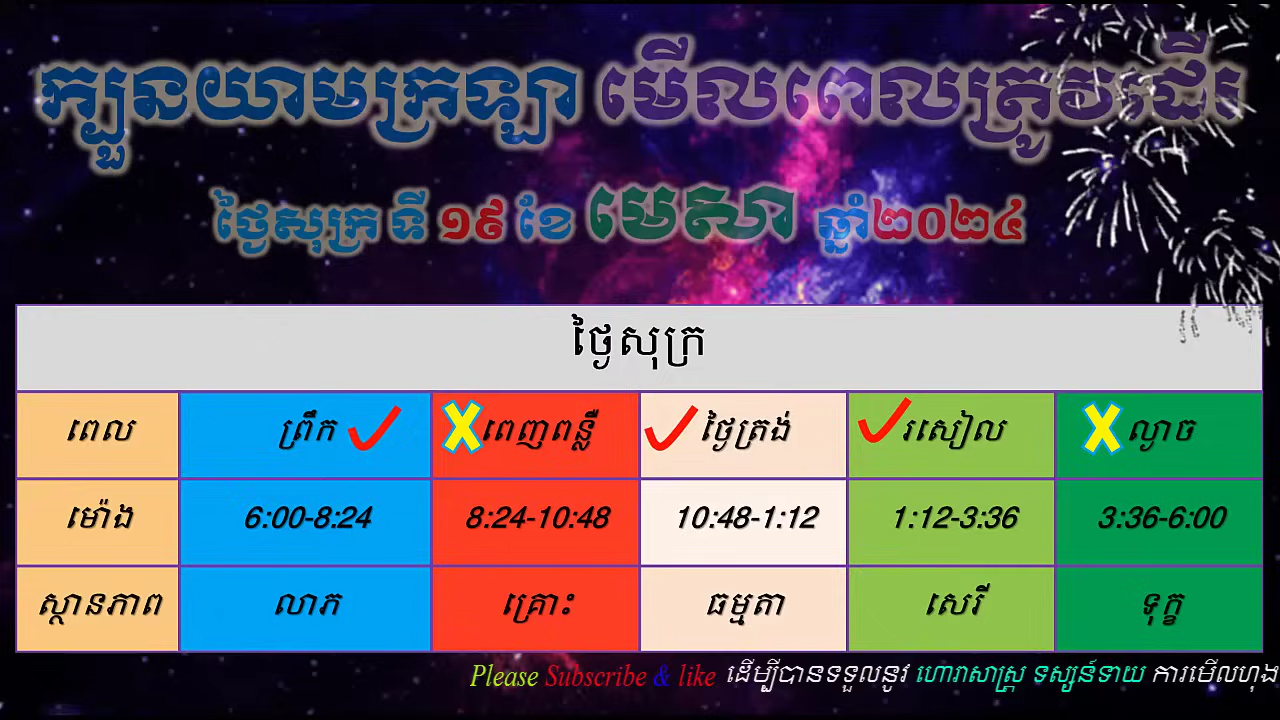 ក្បួនយាមក្រឡា មើលពេលត្រូវដើរ
ថ្ងៃសុក្រ ទី ១៩ ខែ មេសា ឆ្នាំ២០២៤
ថ្ងៃសុក្រ
ពេល ព្រឹក ពេញពន្លឺ ថ្ងៃត្រង់ រសៀល ល្ងាច
ម៉ោង 6:00-8:24 8:24-10:48 10:48-1:12 1:12-3:36 3:36-6:00
ស្ថានភាព លាភ គ្រោះ ធម្មតា សេរី ទុក្ខ
Please Subscribe & like ដើម្បីបានទទួលនូវ ហោរាសាស្ត្រ ទស្សន៍ទាយ ការមើលហុង